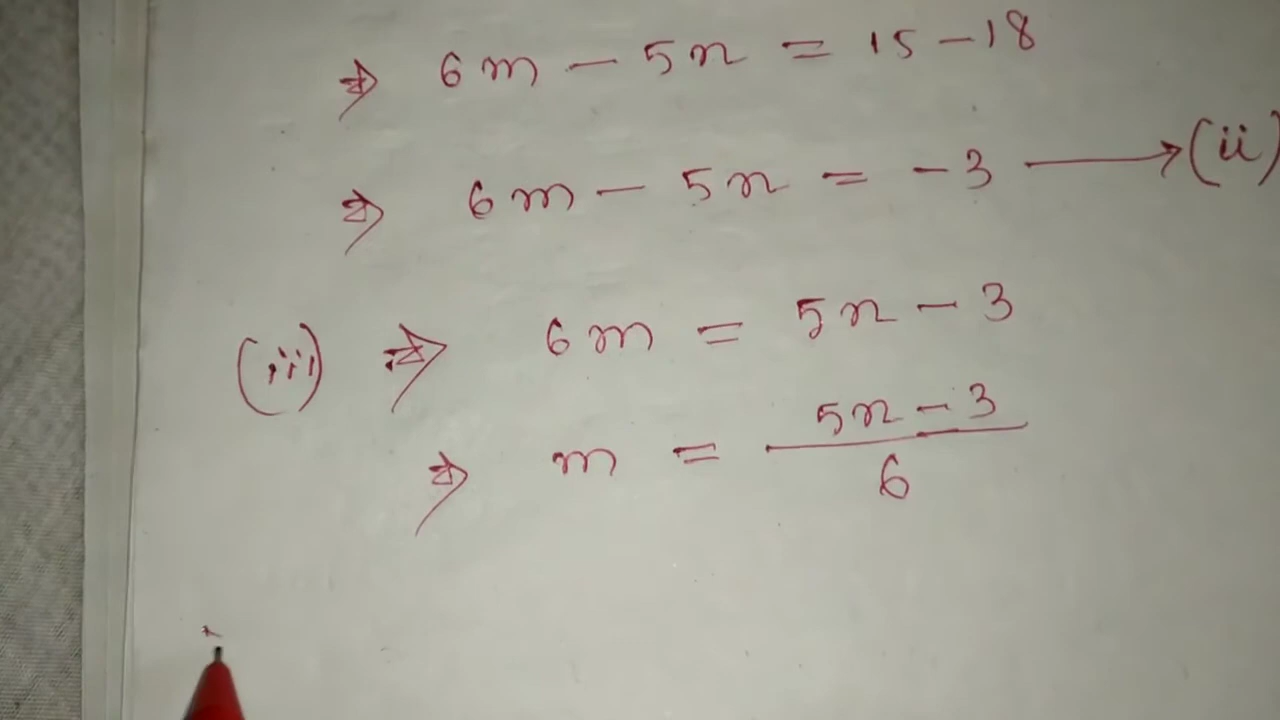 ⇒ 6m - 5n = 15 - 18
⇒ 6m - 5n = -3 ⟶ (ii)
(iii) ⇒ 6m = 5n - 3
⇒ m = (5n - 3)/6